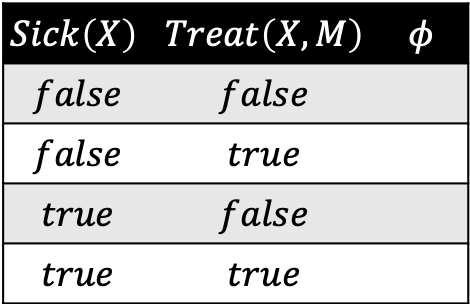 Sick(X) Treat(X, M) ϕ
false false
false true
true false
true true